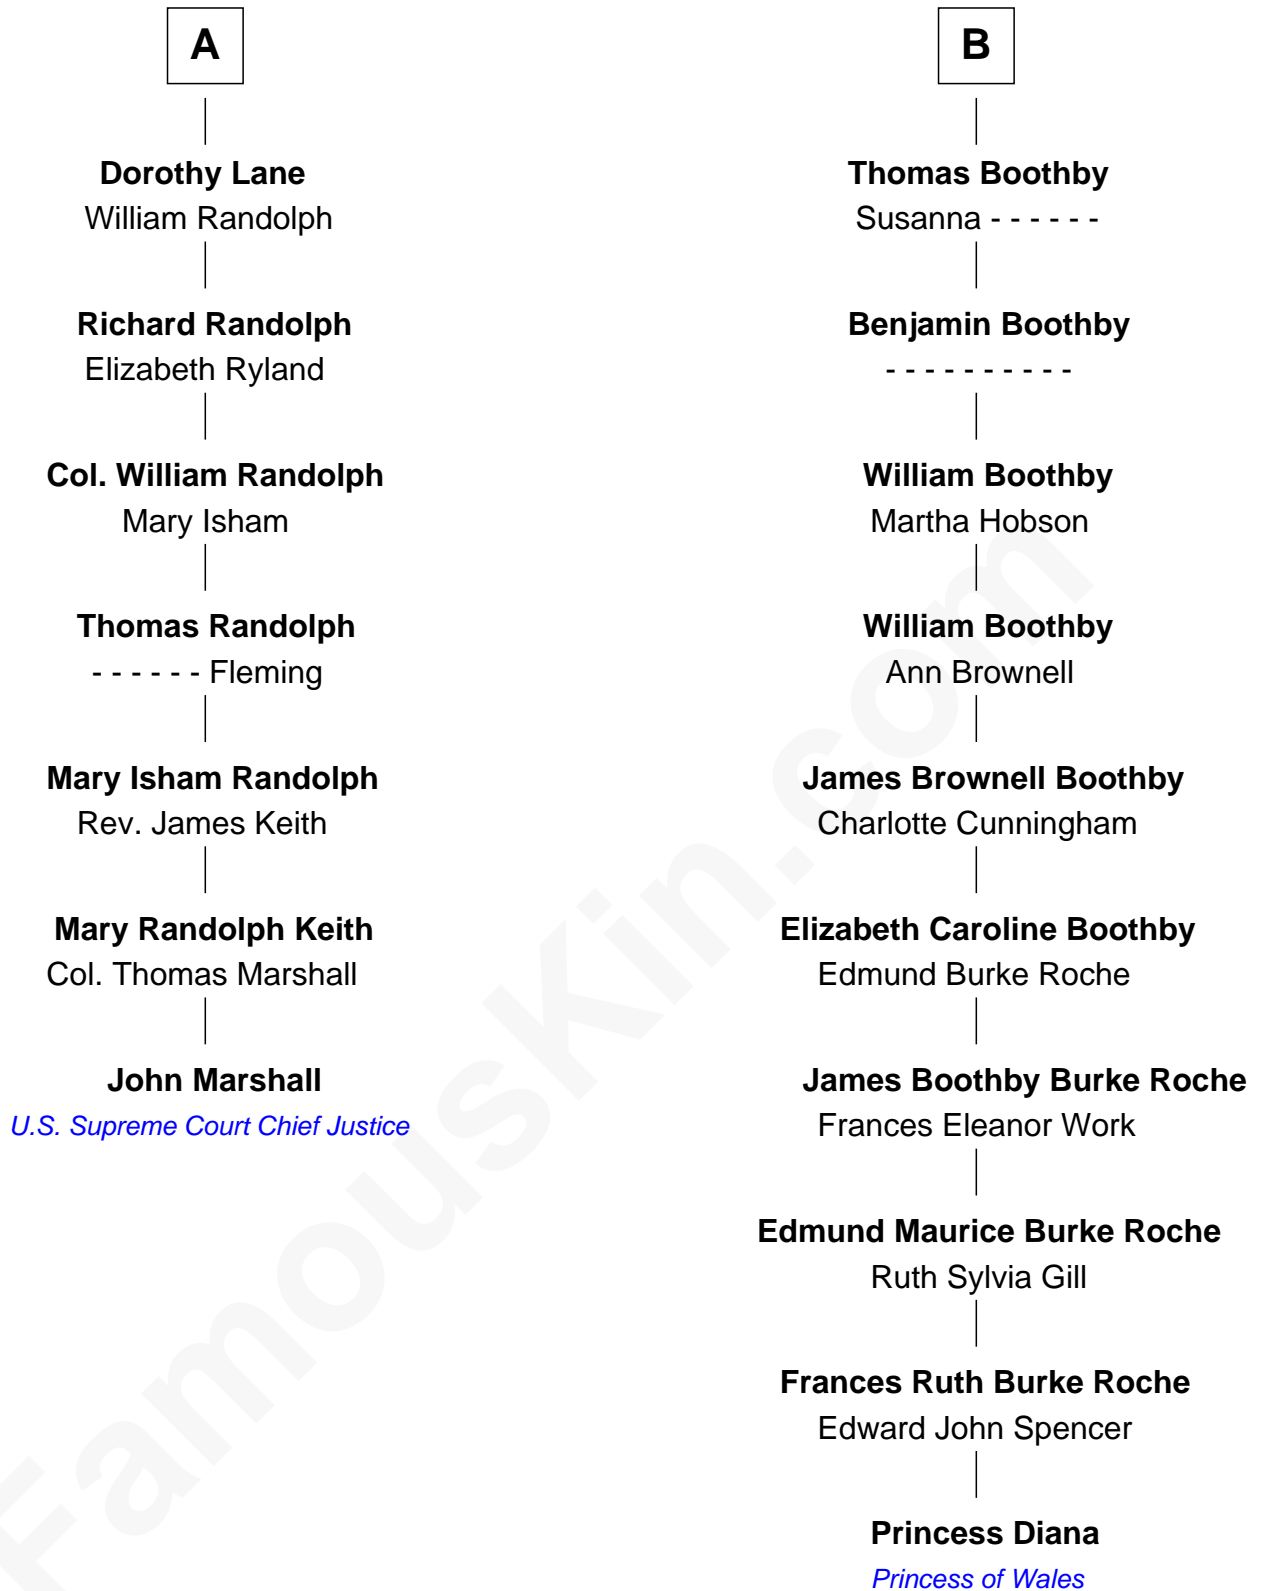 A
Dorothy Lane
William Randolph
Richard Randolph
Elizabeth Ryland
Col. William Randolph
Mary Isham
Thomas Randolph
- - - - - - Fleming
Mary Isham Randolph
Rev. James Keith
Mary Randolph Keith
Col. Thomas Marshall
John Marshall
U.S. Supreme Court Chief Justice
B
Thomas Boothby
Susanna - - - - - -
Benjamin Boothby
- - - - - - - - - -
William Boothby
Martha Hobson
William Boothby
Ann Brownell
James Brownell Boothby
Charlotte Cunningham
Elizabeth Caroline Boothby
Edmund Burke Roche
James Boothby Burke Roche
Frances Eleanor Work
Edmund Maurice Burke Roche
Ruth Sylvia Gill
Frances Ruth Burke Roche
Edward John Spencer
Princess Diana
Princess of Wales
FamousKin.com